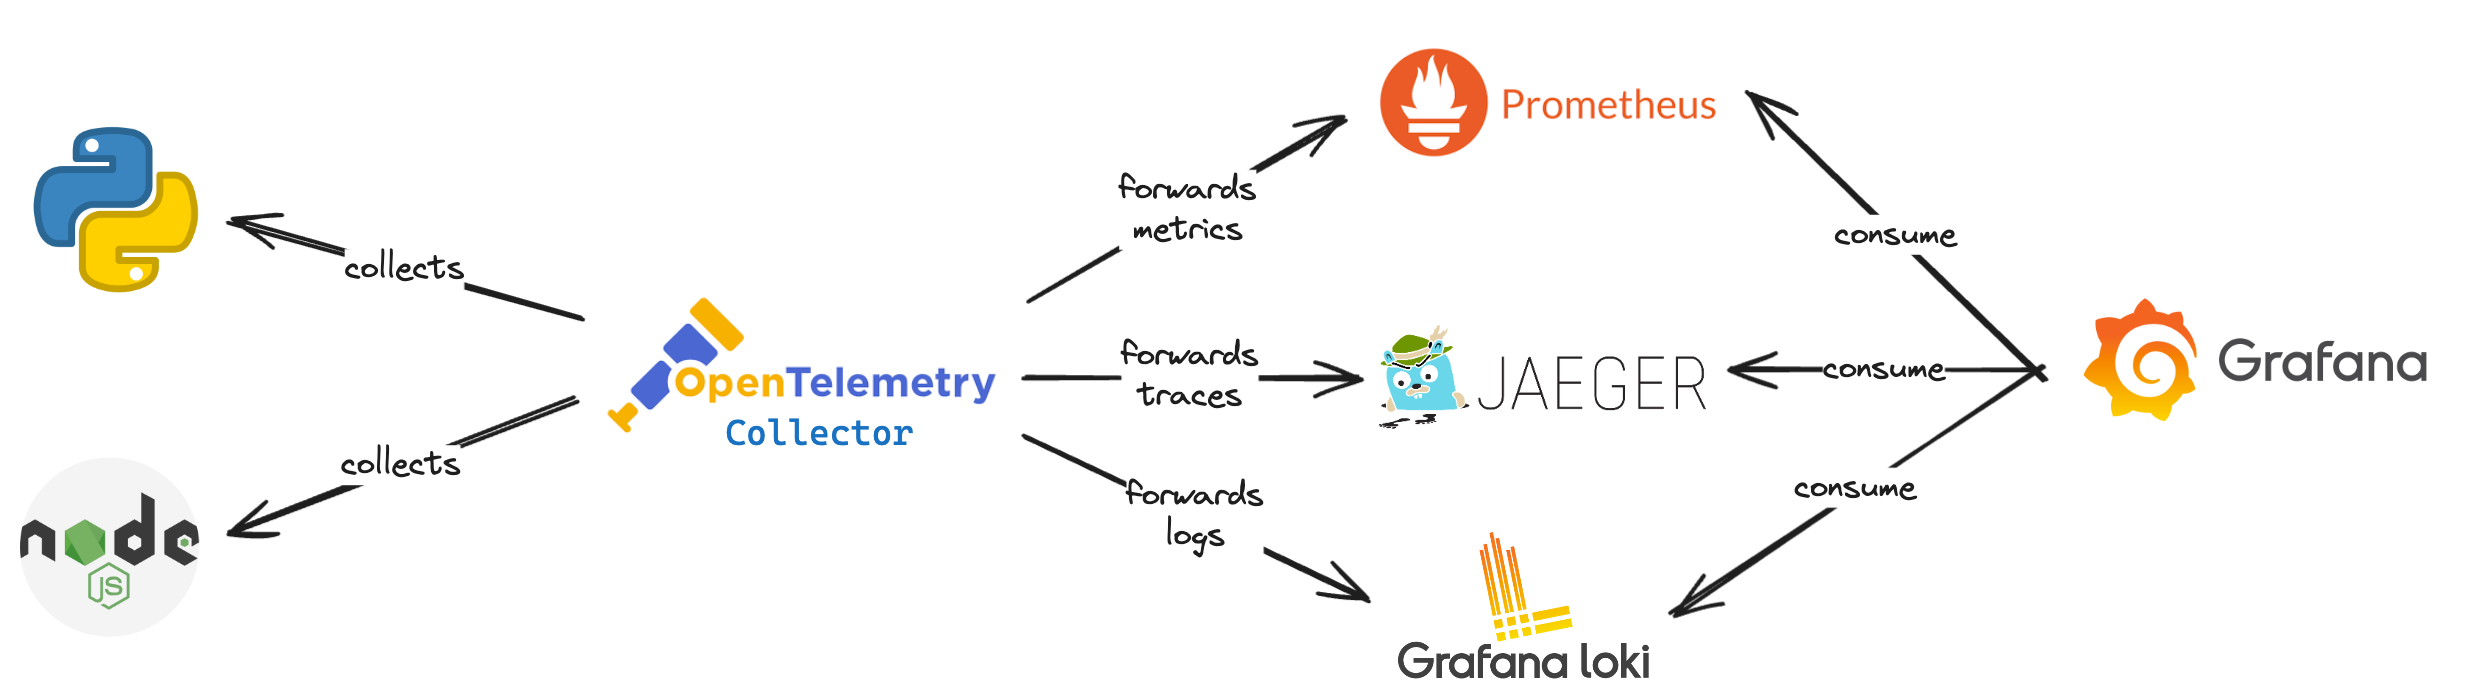 Prometheus
forwards
metrics
consume
collects
OpenTelemetry
Collector
forwards
traces
JAEGER
consume
Grafana
collects
node
JS
forwards
logs
consume
Grafana loki